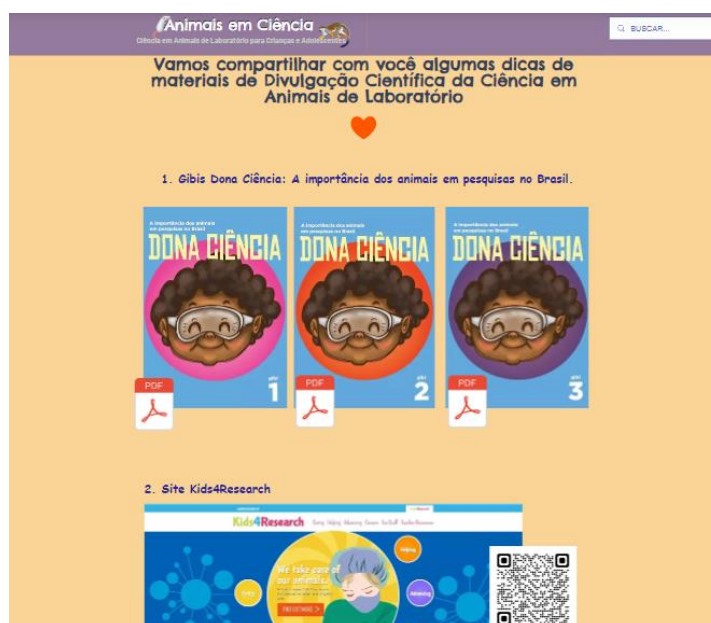 Animais em Ciência
Ciência em Animais de Laboratório para Crianças e Adolescentes
BUSCAR...
Vamos compartilhar com você algumas dicas de
materiais de Divulgação Científica da Ciência em
Animais de Laboratório
1. Gibis Dona Ciência: A importância dos animais em pesquisas no Brasil.
A importância dos animais
em pesquisas no Brasil
DONA CIÊNCIA
PDF
gibi
1
A importância dos animais
em pesquisas no Brasil
DONA CIÊNCIA
PDF
gibi
2
A importância dos animais
em pesquisas no Brasil
DONA CIÊNCIA
PDF
gibi
3
2. Site Kids4Research
Kids4Research
We take care of
our animals.